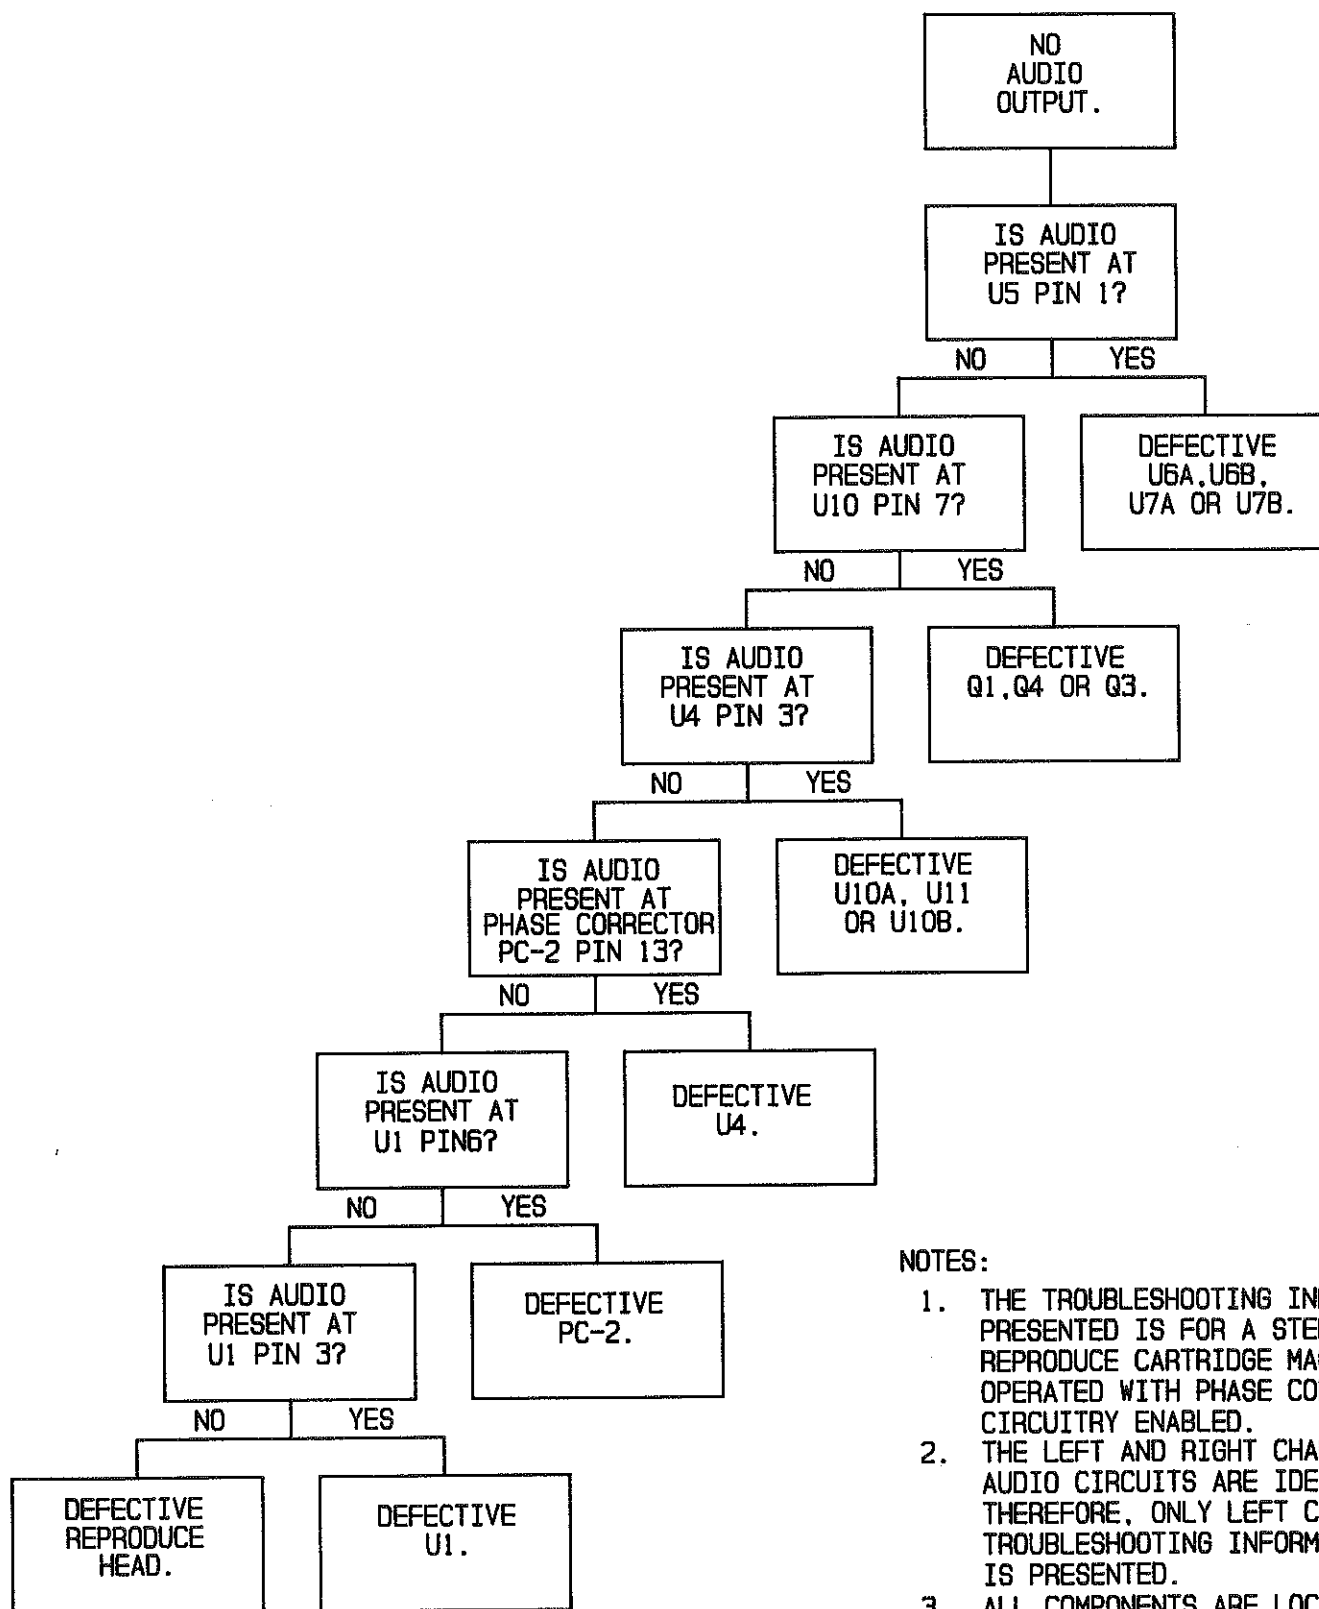 NO
AUDIO
OUTPUT.
IS AUDIO
PRESENT AT
U5 PIN 1?
NO YES
IS AUDIO
PRESENT AT
U10 PIN 7?
DEFECTIVE
U6A,U6B,
U7A OR U7B.
NO YES
IS AUDIO
PRESENT AT
U4 PIN 3?
DEFECTIVE
Q1,Q4 OR Q3.
NO YES
IS AUDIO
PRESENT AT
PHASE CORRECTOR
PC-2 PIN 13?
DEFECTIVE
U10A, U11
OR U10B.
NO YES
IS AUDIO
PRESENT AT
U1 PIN6?
DEFECTIVE
U4.
NO YES
IS AUDIO
PRESENT AT
U1 PIN 3?
DEFECTIVE
PC-2.
NO YES
DEFECTIVE
REPRODUCE
HEAD.
DEFECTIVE
U1.
NOTES:
1. THE TROUBLESHOOTING
PRESENTED IS FOR A
REPRODUCE CARTRIDGE
OPERATED WITH PHASE
CIRCUITRY ENABLED.
2. THE LEFT AND RIGHT
AUDIO CIRCUITS ARE
THEREFORE, ONLY LEFT
TROUBLESHOOTING
IS PRESENTED.
3. ALL COMPONENTS ARE